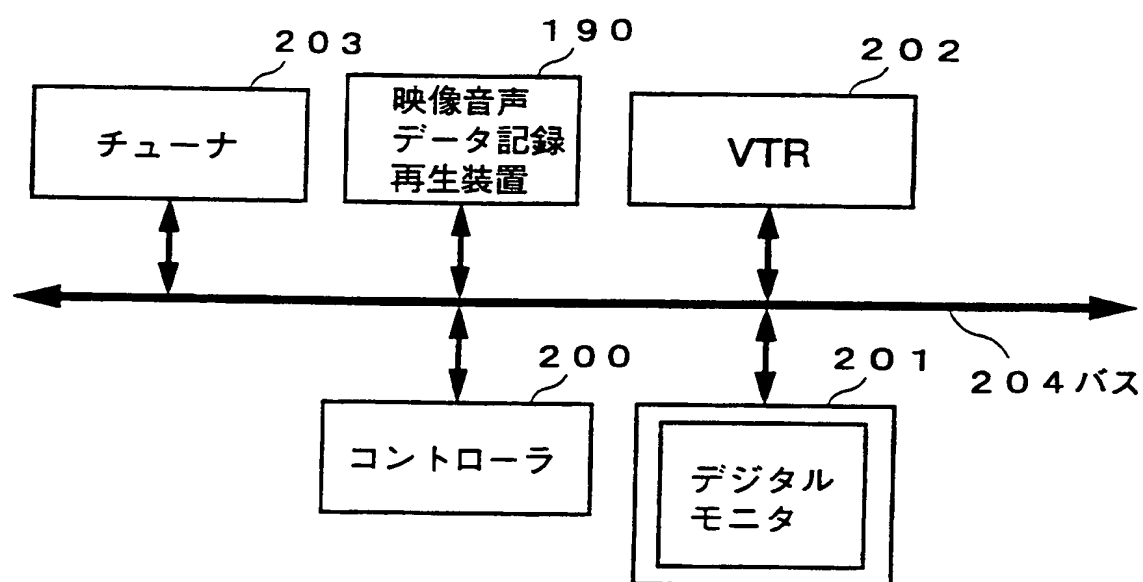 ２０３
１９０
２０２
チューナ
映像音声
データ記録
再生装置
VTR
２００
２０１
２０４バス
コントローラ
デジタル
モニタ